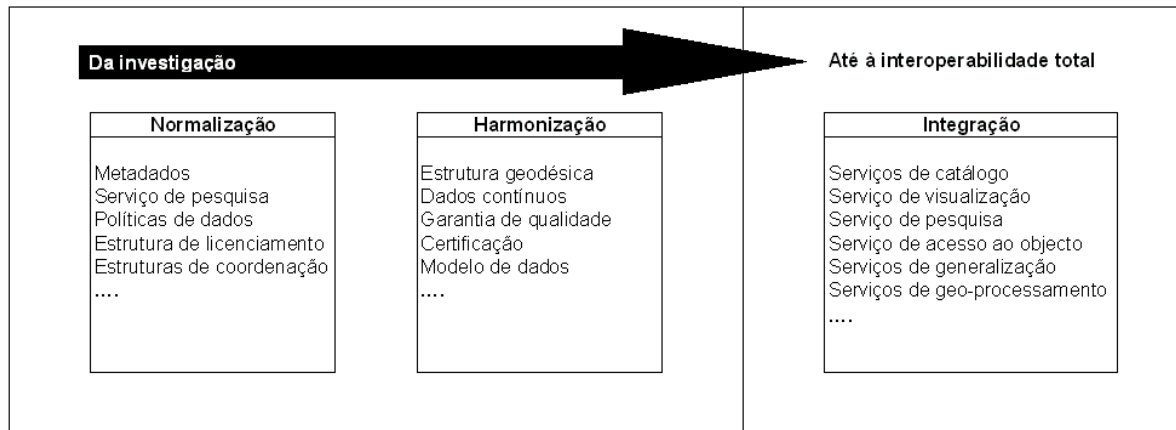 Da investigação
Até à interoperabilidade total
Normalização
Metadados
Serviço de pesquisa
Políticas de dados
Estrutura de licenciamento
Estruturas de coordenação
....
Harmonização
Estrutura geodésica
Dados contínuos
Garantia de qualidade
Certificação
Modelo de dados
....
Integração
Serviços de catálogo
Serviço de visualização
Serviço de pesquisa
Serviço de acesso ao objecto
Serviços de generalização
Serviços de geo-processamento
....